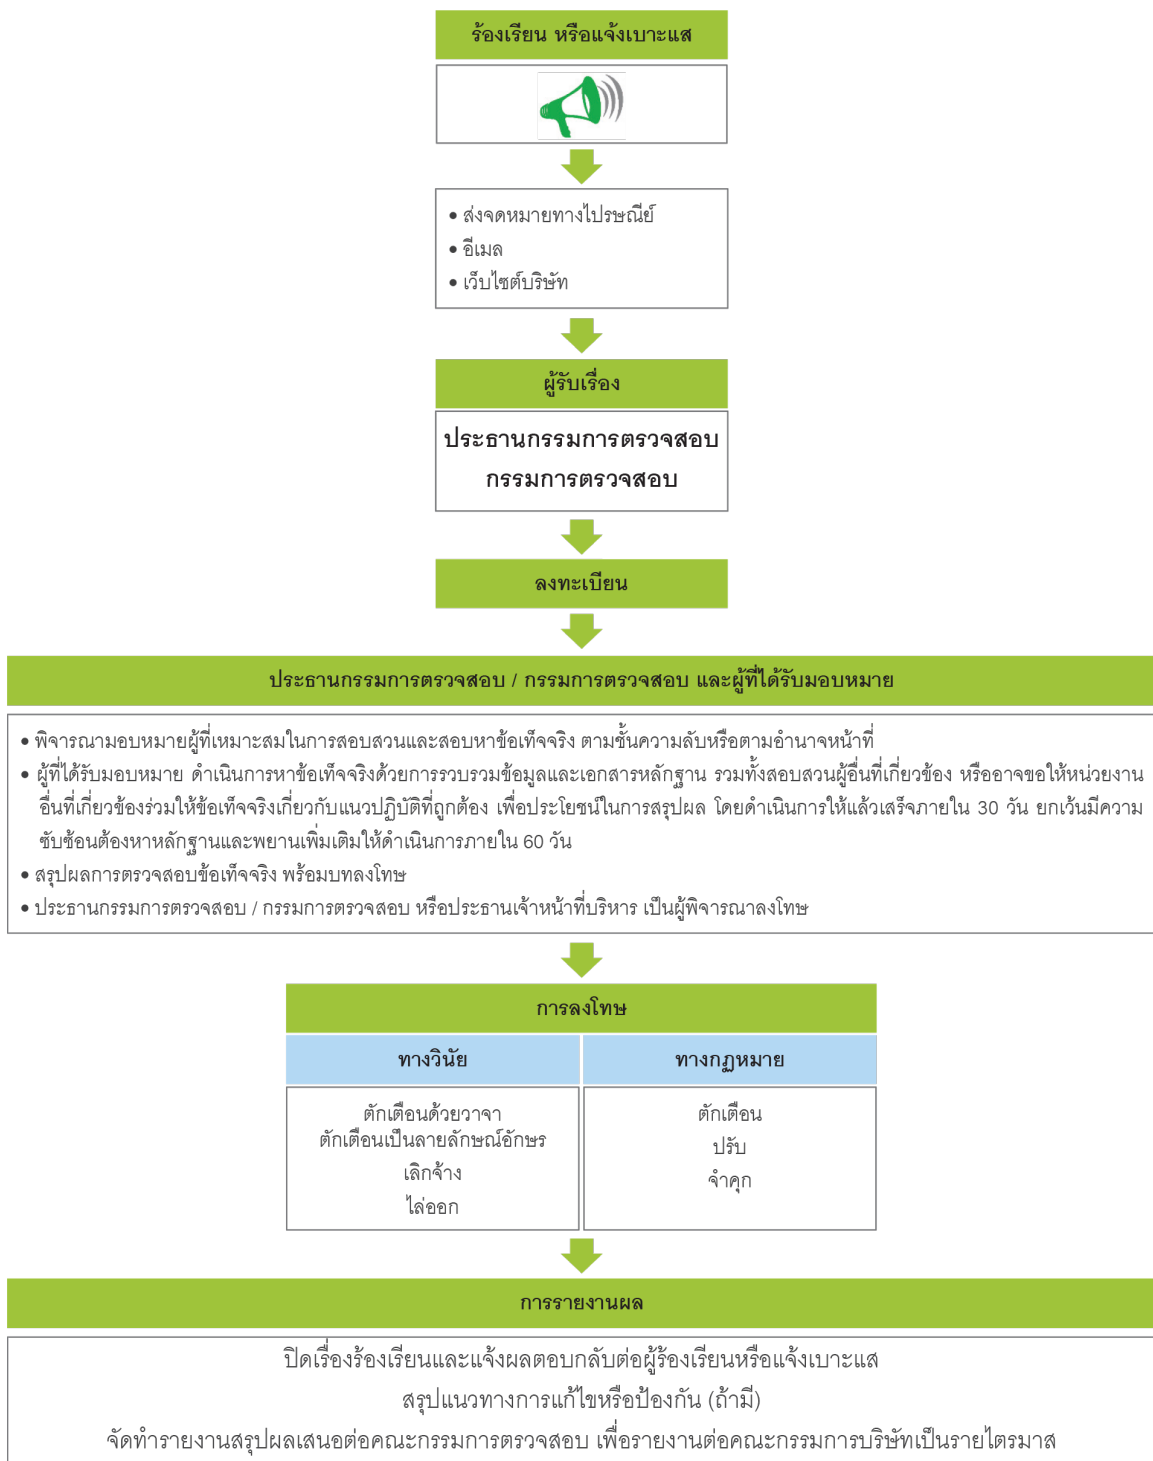 ร้องเรียน หรือแจ้งเบาะแส
• ส่งจดหมายทางไปรษณีย์
• อีเมล
• เว็บไซต์บริษัท
ผู้รับเรื่อง
ประธานกรรมการตรวจสอบ
กรรมการตรวจสอบ
ลงทะเบียน
ประธานกรรมการตรวจสอบ / กรรมการตรวจสอบ และผู้ที่ได้รับมอบหมาย
• พิจารณามอบหมายผู้ที่เหมาะสมในการสอบสวนและสอบหาข้อเท็จจริง ตามชั้นความลับหรือตามอำนาจหน้าที่
• ผู้ที่ได้รับมอบหมาย ดำเนินการหาข้อเท็จจริงด้วยการรวบรวมข้อมูลและเอกสารหลักฐาน รวมทั้งสอบสวนผู้อื่นที่เกี่ยวข้อง หรืออาจขอให้หน่วยงาน
อื่นที่เกี่ยวข้องร่วมให้ข้อเท็จจริงเกี่ยวกับแนวปฏิบัติที่ถูกต้อง เพื่อประโยชน์ในการสรุปผล โดยดำเนินการให้แล้วเสร็จภายใน 30 วัน ยกเว้นมีความ
ซับซ้อนต้องหาหลักฐานและพยานเพิ่มเติมให้ดำเนินการภายใน 60 วัน
• สรุปผลการตรวจสอบข้อเท็จจริง พร้อมบทลงโทษ
• ประธานกรรมการตรวจสอบ / กรรมการตรวจสอบ หรือประธานเจ้าหน้าที่บริหาร เป็นผู้พิจารณาลงโทษ
การลงโทษ
ทางวินัย
ตักเตือนด้วยวาจา
ตักเตือนเป็นลายลักษณ์อักษร
เลิกจ้าง
ไล่ออก
ทางกฎหมาย
ตักเตือน
ปรับ
จำคุก
การรายงานผล
ปิดเรื่องร้องเรียนและแจ้งผลตอบกลับต่อผู้ร้องเรียนหรือแจ้งเบาะแส
สรุปแนวทางการแก้ไขหรือป้องกัน (ถ้ามี)
จัดทำรายงานสรุปผลเสนอต่อคณะกรรมการตรวจสอบ เพื่อรายงานต่อคณะกรรมการบริษัทเป็นรายไตรมาส